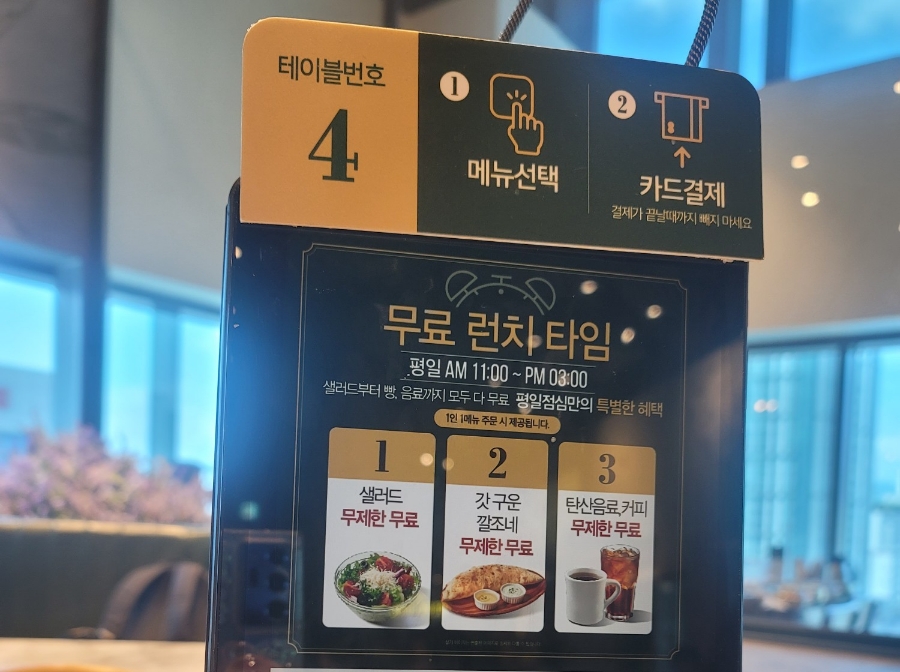 테이블번호
4
1
메뉴선택
2
카드결제
결제가 끝날때까지 빼지 마세요
무료 런치 타임
평일 AM 11:00 ~ PM 03:00
샐러드부터 빵, 음료까지 모두 다 무료 평일점심만의 특별한 혜택
1인 1메뉴 주문 시 제공됩니다.
1
샐러드
무제한 무료
2
갓 구운
깔조네
무제한 무료
3
탄산음료,커피
무제한 무료